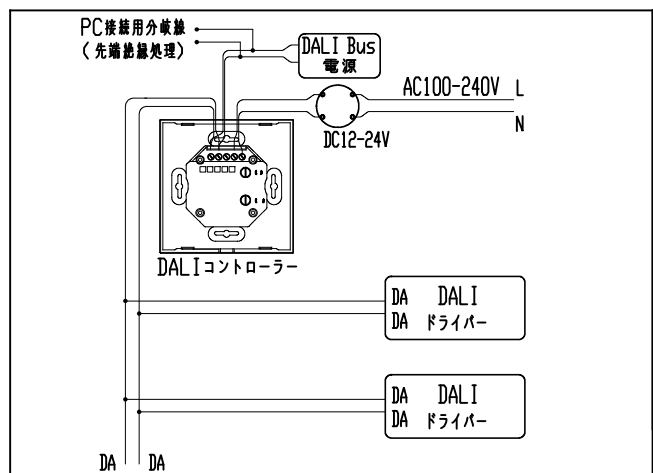 PC接続用分岐線
(先端絶縁処理)
DALI Bus
電源
AC100-240V L
N
DC12-24V
DALIコントローラー
DA DALI
DA ドライバー
DA DALI
DA ドライバー
DA DA